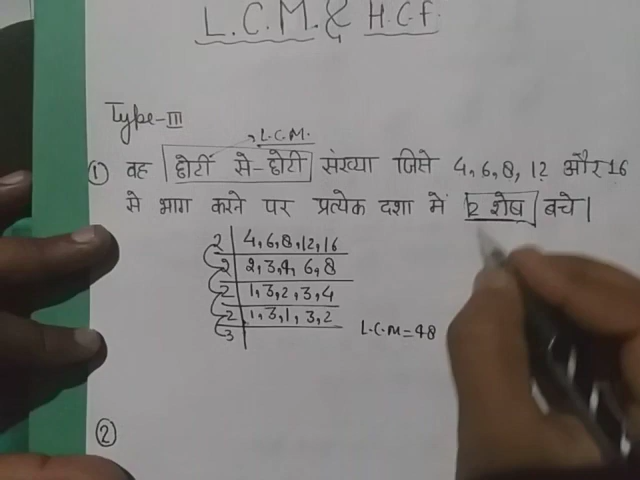 L.C.M. & H.C.F.
Type-III
L.C.M.
① वह छोटी से-छोटी संख्या जिसे 4,6,8,12 और 16
से भाग करने पर प्रत्येक दशा में 2 शेष बचे।
2 | 4,6,8,12,16
2 | 2,3,4,6,8
2 | 1,3,2,3,4
2 | 1,3,1,3,2
3 |
L.C.M=48
②